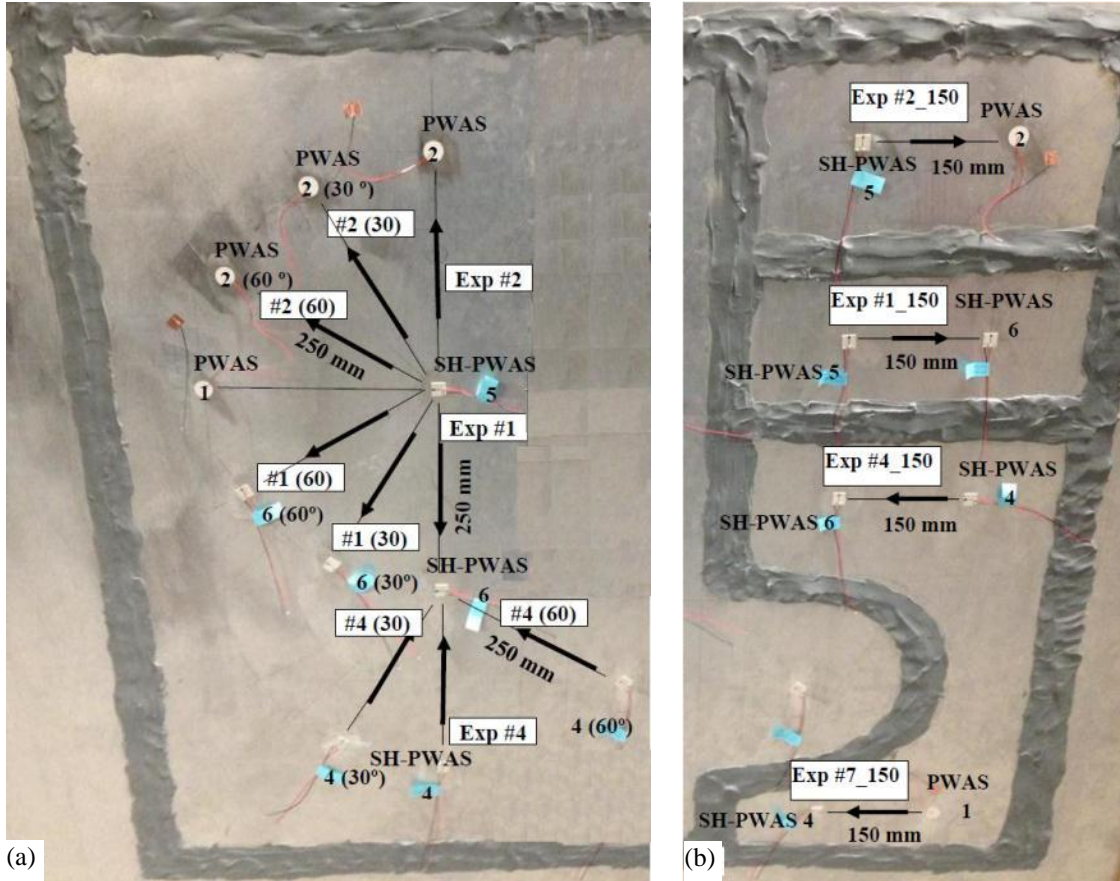 PWAS
2
PWAS
2 (30 º)
#2 (30)
PWAS
2 (60 º)
#2 (60)
Exp #2
250 mm
PWAS
1
SH-PWAS
5
Exp #1
#1 (60)
6 (60º)
250 mm
#1 (30)
6 (30º)
SH-PWAS
6
#4 (30)
#4 (60)
250 mm
Exp #4
4 (60º)
SH-PWAS
4 (30º)
4
(a)
Exp #2_150
PWAS
2
SH-PWAS
150 mm
5
Exp #1_150
SH-PWAS
6
150 mm
SH-PWAS 5
Exp #4_150
SH-PWAS
4
SH-PWAS 6
150 mm
Exp #7_150
PWAS
SH-PWAS 4
1
150 mm
(b)